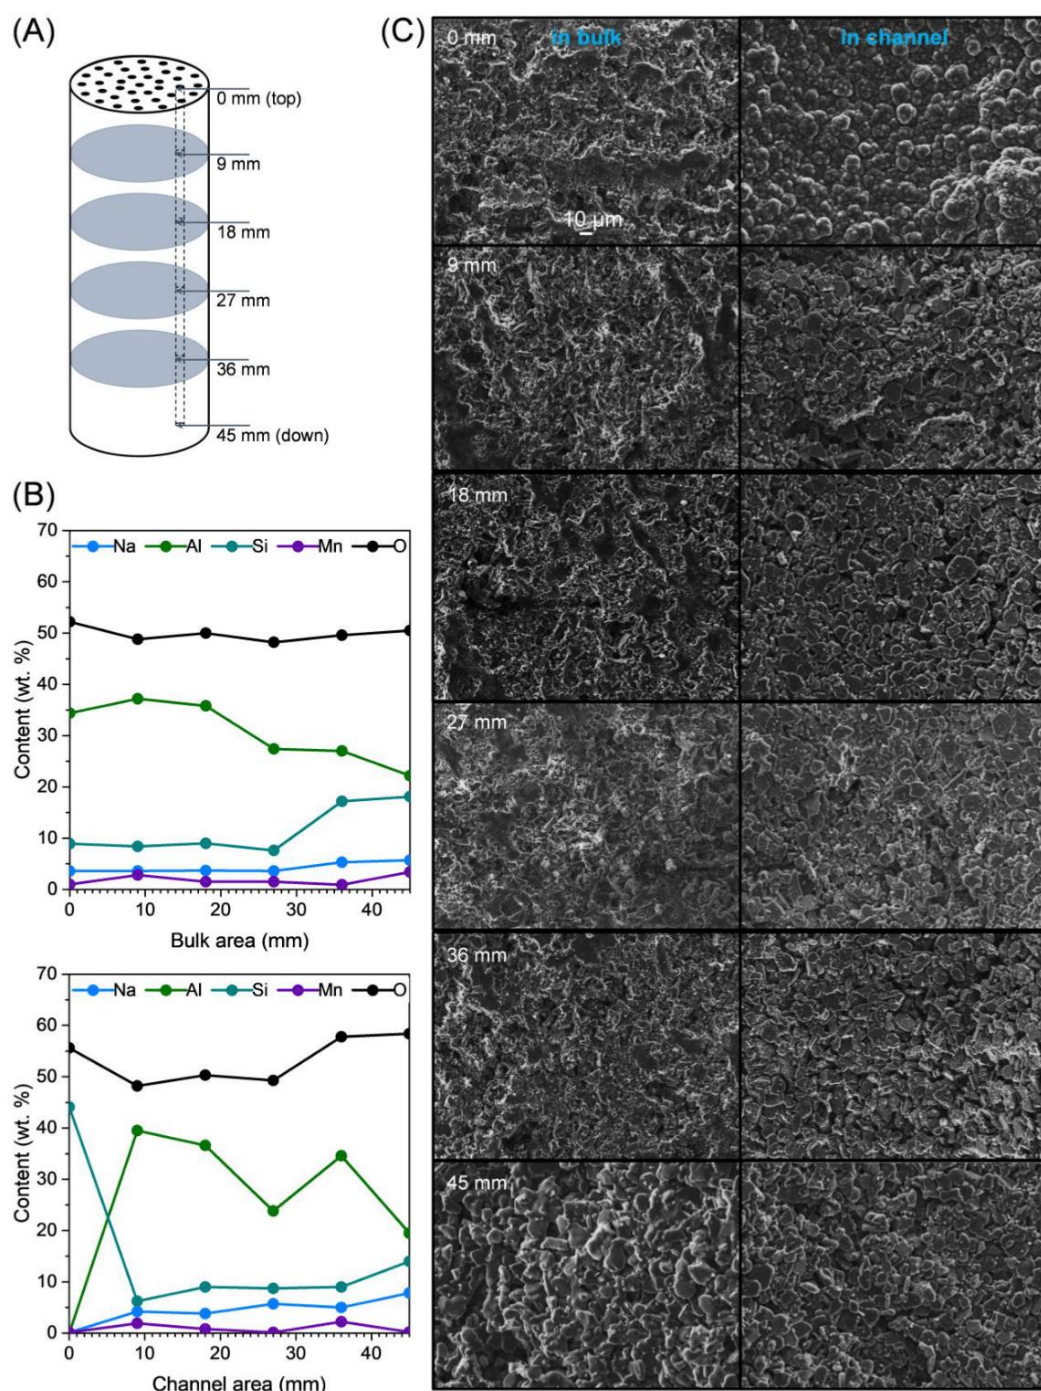 (A)
0 mm (top)
9 mm
18 mm
27 mm
36 mm
45 mm (down)
(B)
70
60
50
40
30
20
10
0
Content (wt. %)
Na Al Si Mn O
0 10 20 30 40
Bulk area (mm)
70
60
50
40
30
20
10
0
Content (wt. %)
Na Al Si Mn O
0 10 20 30 40
Channel area (mm)
(C)
0 mm in bulk in channel
10 µm
9 mm
18 mm
27 mm
36 mm
45 mm